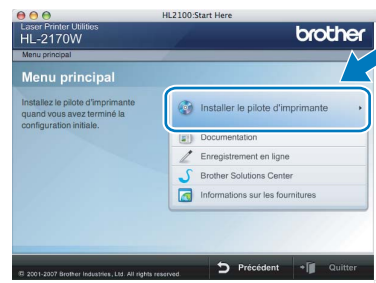 HL2100:Start Here
Laser Printer Utilities
HL-2170W
brother
Menu principal
Menu principal
Installez le pilote d'imprimante
quand vous avez terminé la
configuration initiale.
Installer le pilote d'imprimante
Documentation
Enregistrement en ligne
Brother Solutions Center
Informations sur les fournitures
© 2001-2007 Brother Industries, Ltd. All rights reserved.
Précédent
Quitter